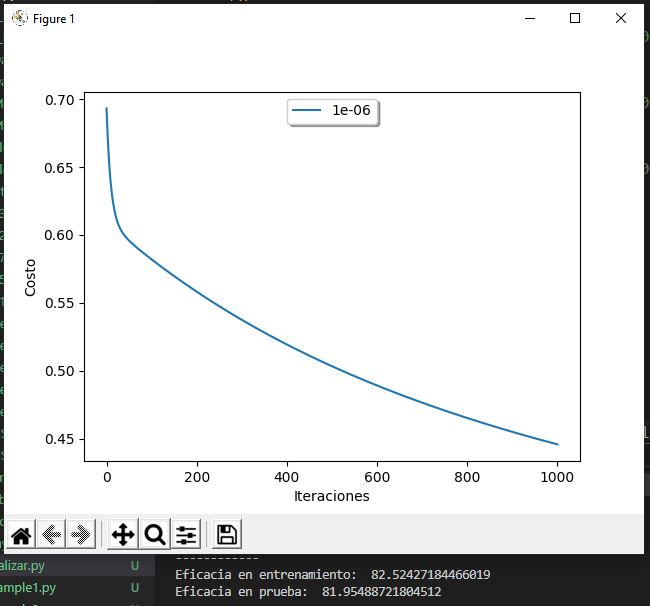 Figure 1
1e-06
0.70
0.65
0.60
0.55
0.50
0.45
Costo
0 200 400 600 800 1000
Iteraciones
alizar.py U
ample1.py U
------------
Eficacia en entrenamiento: 82.52427184466019
Eficacia en prueba: 81.95488721804512